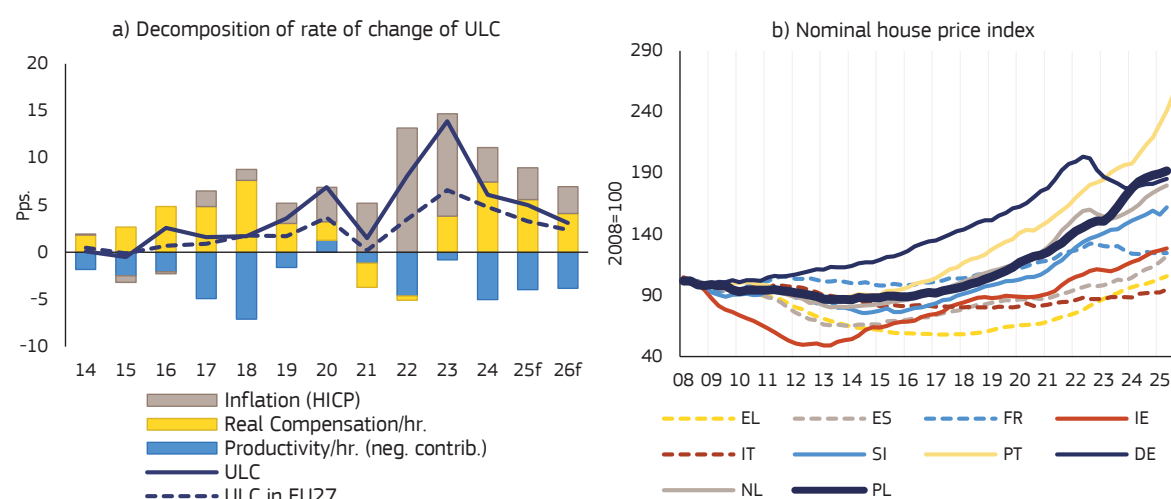 a) Decomposition of rate of change of ULC
20
15
10
5
0
-5
-10
Pps.
14 15 16 17 18 19 20 21 22 23 24 25f 26f
Inflation (HICP)
Real Compensation/hr.
Productivity/hr. (neg. contrib.)
ULC
ULC in EU27
b) Nominal house price index
290
240
190
140
90
40
2008=100
08 09 10 11 12 13 14 15 16 17 18 19 20 21 22 23 24 25
EL ES FR IE
IT SI PT DE
NL PL